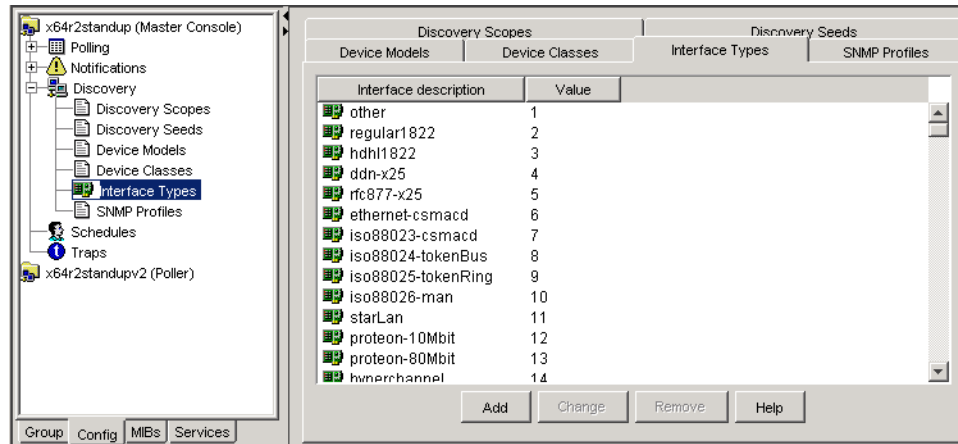 x64r2standup (Master Console)
Polling
Notifications
Discovery
Discovery Scopes
Discovery Seeds
Device Models
Device Classes
Interface Types
SNMP Profiles
Schedules
Traps
x64r2standupv2 (Poller)
Group Config MIBs Services
Discovery Scopes Discovery Seeds
Device Models Device Classes Interface Types SNMP Profiles
Interface description Value
other 1
regular1822 2
hdhl1822 3
ddn-x25 4
rfc877-x25 5
ethernet-csmacd 6
iso88023-csmacd 7
iso88024-tokenBus 8
iso88025-tokenRing 9
iso88026-man 10
starLan 11
proteon-10Mbit 12
proteon-80Mbit 13
hyperchannel 14
Add Change Remove Help